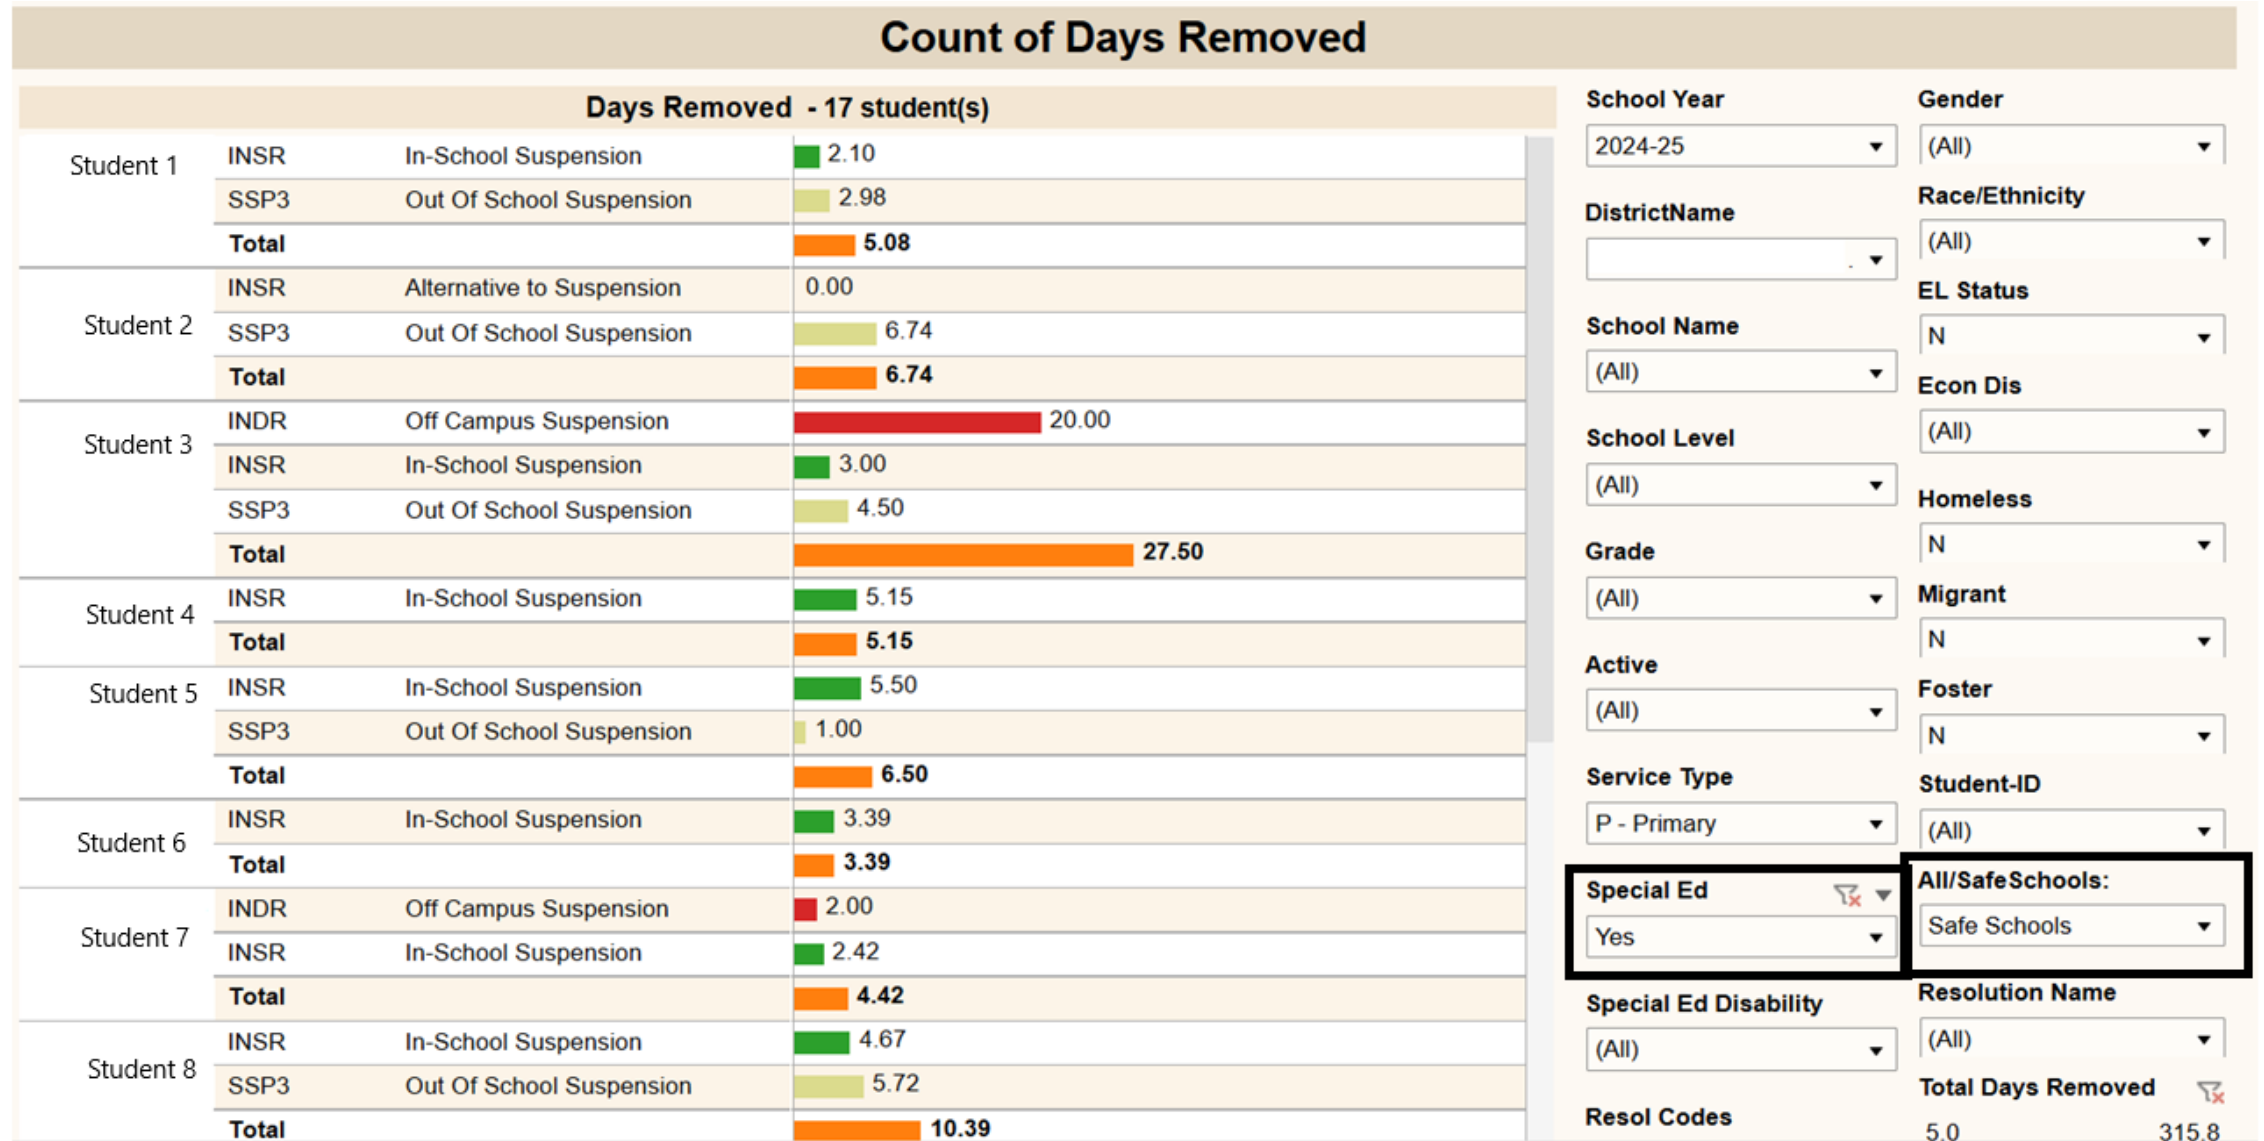 Count of Days Removed
Days Removed - 17 student(s)
Student 1
INSR In-School Suspension 2.10
SSP3 Out Of School Suspension 2.98
Total 5.08
Student 2
INSR Alternative to Suspension 0.00
SSP3 Out Of School Suspension 6.74
Total 6.74
Student 3
INDR Off Campus Suspension 20.00
INSR In-School Suspension 3.00
SSP3 Out Of School Suspension 4.50
Total 27.50
Student 4
INSR In-School Suspension 5.15
Total 5.15
Student 5
INSR In-School Suspension 5.50
SSP3 Out Of School Suspension 1.00
Total 6.50
Student 6
INSR In-School Suspension 3.39
Total 3.39
Student 7
INDR Off Campus Suspension 2.00
INSR In-School Suspension 2.42
Total 4.42
Student 8
INSR In-School Suspension 4.67
SSP3 Out Of School Suspension 5.72
Total 10.39
School Year
2024-25
DistrictName
School Name
(All)
School Level
(All)
Grade
(All)
Active
(All)
Service Type
P - Primary
Special Ed
Yes
Special Ed Disability
(All)
Resol Codes
Gender
(All)
Race/Ethnicity
(All)
EL Status
N
Econ Dis
(All)
Homeless
N
Migrant
N
Foster
N
Student-ID
(All)
All/SafeSchools:
Safe Schools
Resolution Name
(All)
Total Days Removed
5.0 315.8